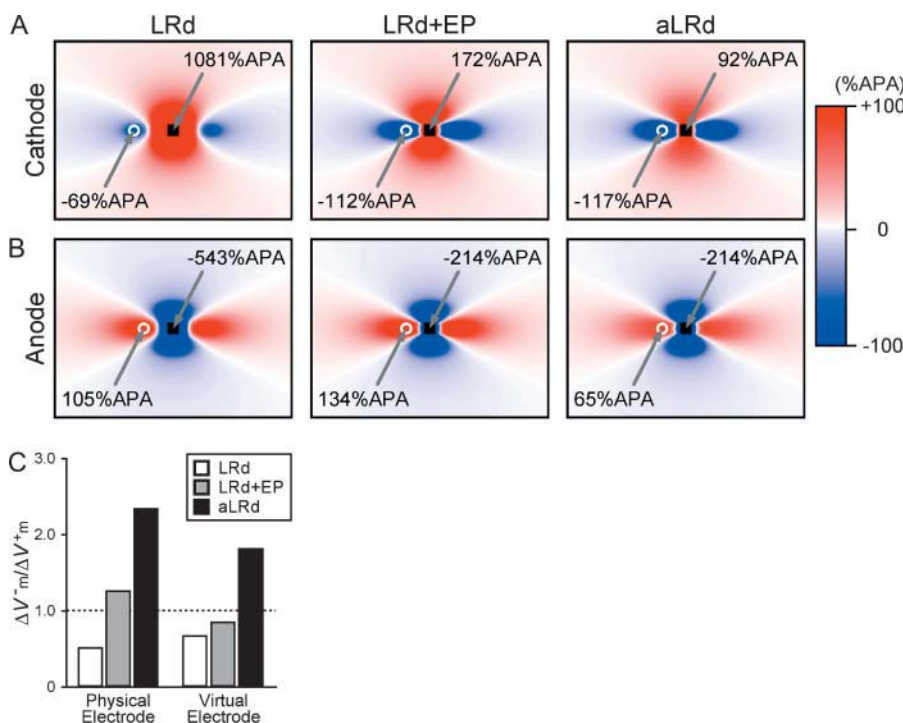 A LRd LRd+EP aLRd
Cathode
1081%APA
-69%APA
172%APA
-112%APA
92%APA
-117%APA
(%APA)
+100
0
-100
B
Anode
-543%APA
105%APA
-214%APA
134%APA
-214%APA
65%APA
C
3.0
2.0
1.0
0
ΔV⁻m/ΔV⁺m
LRd
LRd+EP
aLRd
Physical
Electrode
Virtual
Electrode